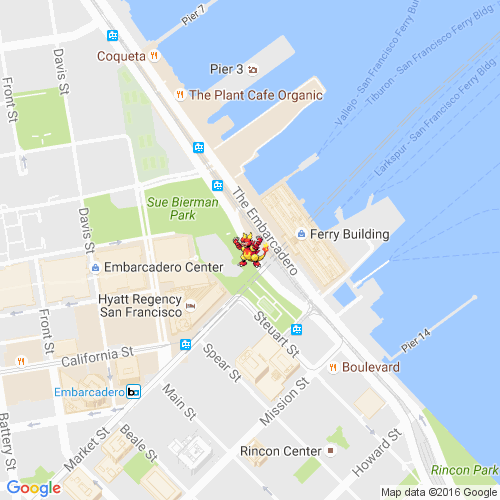 Pier 7
Coqueta
Pier 3
The Plant Cafe Organic
Vallejo - San Francisco Ferry Bldg
Tiburon - San Francisco Ferry Bldg
Larkspur - San Francisco Ferry Bldg
Front St
Davis St
Sue Bierman
Park
The Embarcadero
Ferry Building
Davis St
Embarcadero Center
Hyatt Regency
San Francisco
Front St
California St
Steuart St
Pier 14
Boulevard
Spear St
Embarcadero
b
Main St
Mission St
Battery St
Market St
Beale St
Rincon Center
Howard St
Rincon Park
Google
Map data ©2016 Google